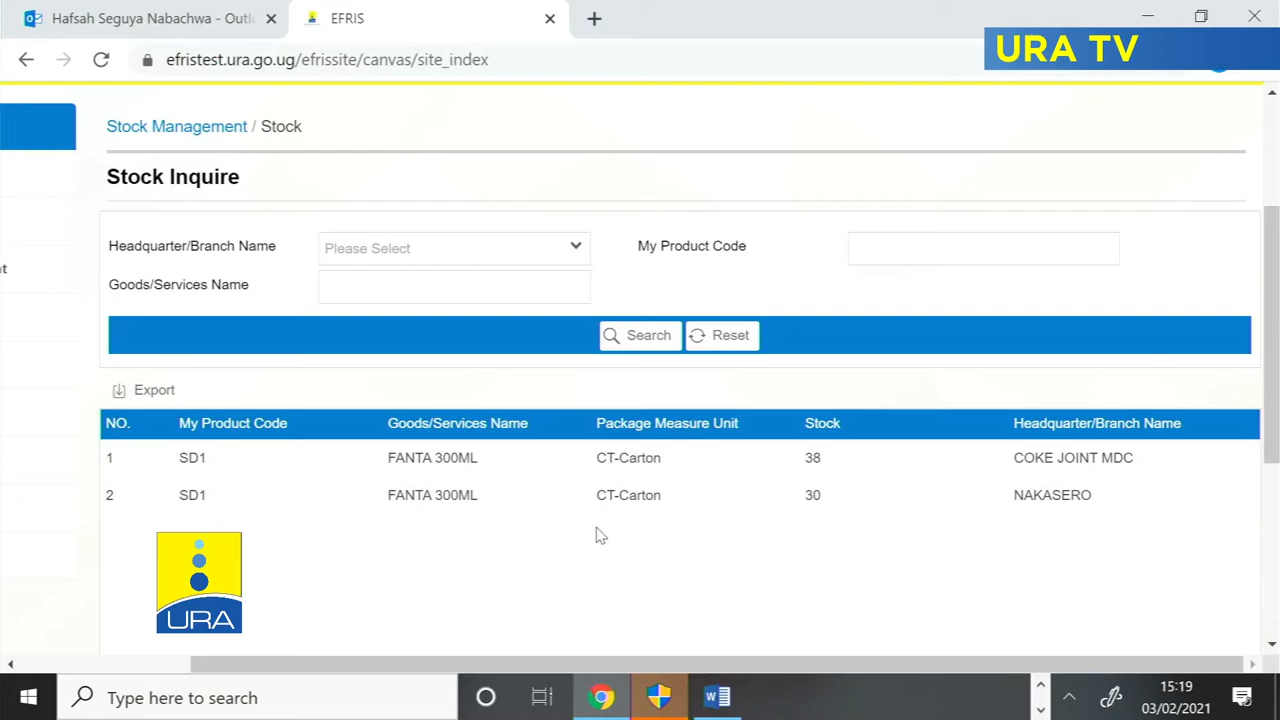 Hafsah Seguya Nabachwa - Outl
EFRIS
URA TV
efristest.ura.go.ug/efrissite/canvas/site_index
Stock Management / Stock
Stock Inquire
Headquarter/Branch Name Please Select My Product Code
t
Goods/Services Name
Search Reset
Export
NO. My Product Code Goods/Services Name Package Measure Unit Stock Headquarter/Branch Name
1 SD1 FANTA 300ML CT-Carton 38 COKE JOINT MDC
2 SD1 FANTA 300ML CT-Carton 30 NAKASERO
URA
Type here to search
15:19
03/02/2021